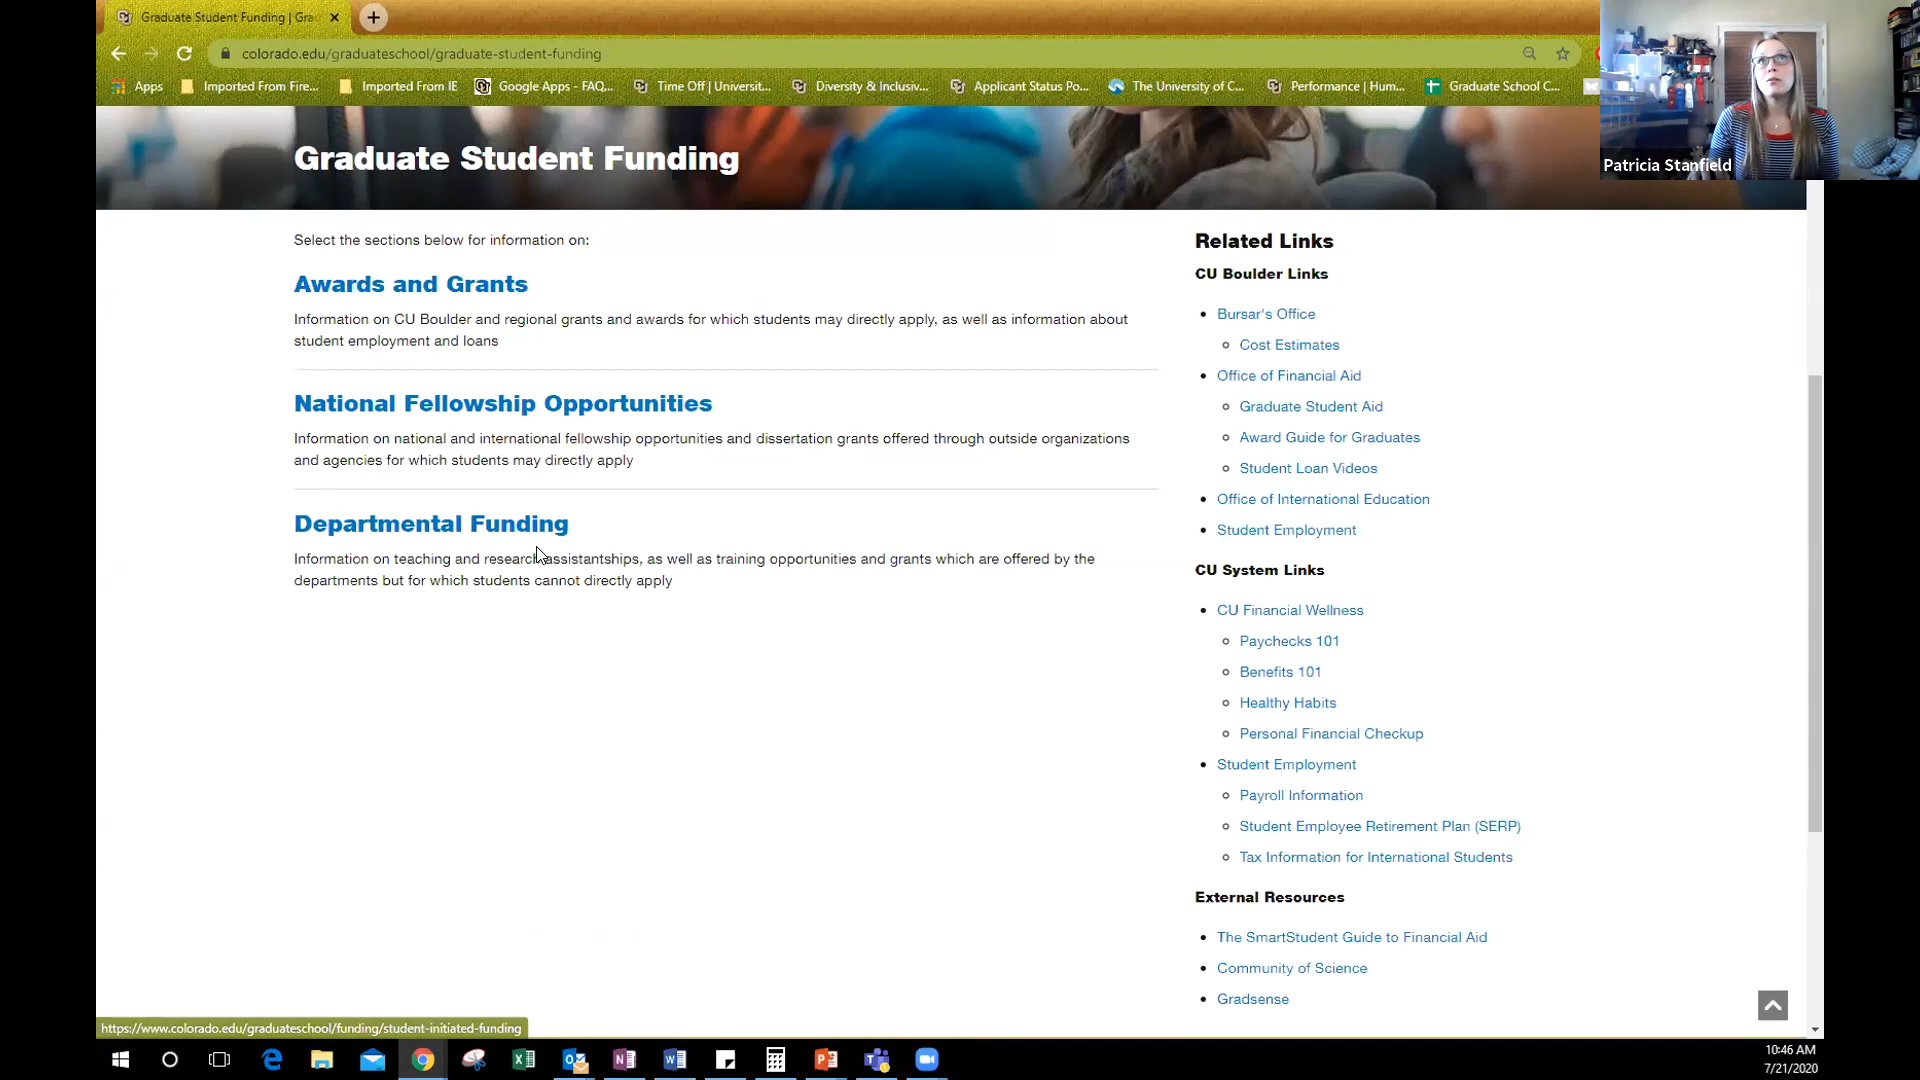 Graduate Student Funding | Gra
colorado.edu/graduateschool/graduate-student-funding
Apps Imported From Fire... Imported From IE Google Apps - FAQ... Time Off | Universit... Diversity & Inclusiv... Applicant Status Po... The University of C... Performance | Hum... Graduate School C...
Patricia Stanfield
Graduate Student Funding
Select the sections below for information on:
Awards and Grants
Information on CU Boulder and regional grants and awards for which students may directly apply, as well as information about
student employment and loans
National Fellowship Opportunities
Information on national and international fellowship opportunities and dissertation grants offered through outside organizations
and agencies for which students may directly apply
Departmental Funding
Information on teaching and research assistantships, as well as training opportunities and grants which are offered by the
departments but for which students cannot directly apply
Related Links
CU Boulder Links
Bursar's Office
Cost Estimates
Office of Financial Aid
Graduate Student Aid
Award Guide for Graduates
Student Loan Videos
Office of International Education
Student Employment
CU System Links
CU Financial Wellness
Paychecks 101
Benefits 101
Healthy Habits
Personal Financial Checkup
Student Employment
Payroll Information
Student Employee Retirement Plan (SERP)
Tax Information for International Students
External Resources
The SmartStudent Guide to Financial Aid
Community of Science
Gradsense
https://www.colorado.edu/graduateschool/funding/student-initiated-funding
10:46 AM
7/21/2020